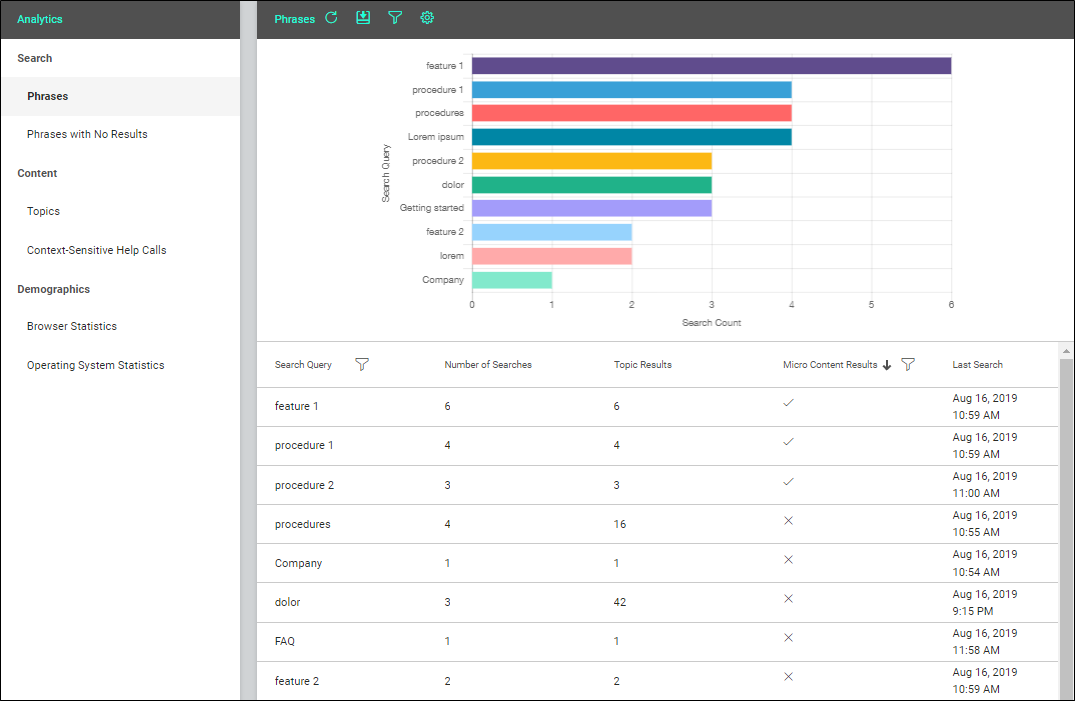 Analytics
Search
Phrases
Phrases with No Results
Content
Topics
Context-Sensitive Help Calls
Demographics
Browser Statistics
Operating System Statistics
Phrases
Search Query
feature 1
procedure 1
procedures
Lorem ipsum
procedure 2
dolor
Getting started
feature 2
lorem
Company
0 1 2 3 4 5 6
Search Count
Search Query Number of Searches Topic Results Micro Content Results Last Search
feature 1 6 6 Aug 16, 2019
10:59 AM
procedure 1 4 4 Aug 16, 2019
10:59 AM
procedure 2 3 3 Aug 16, 2019
11:00 AM
procedures 4 16 Aug 16, 2019
10:55 AM
Company 1 1 Aug 16, 2019
10:54 AM
dolor 3 42 Aug 16, 2019
9:15 PM
FAQ 1 1 Aug 16, 2019
11:58 AM
feature 2 2 2 Aug 16, 2019
10:59 AM